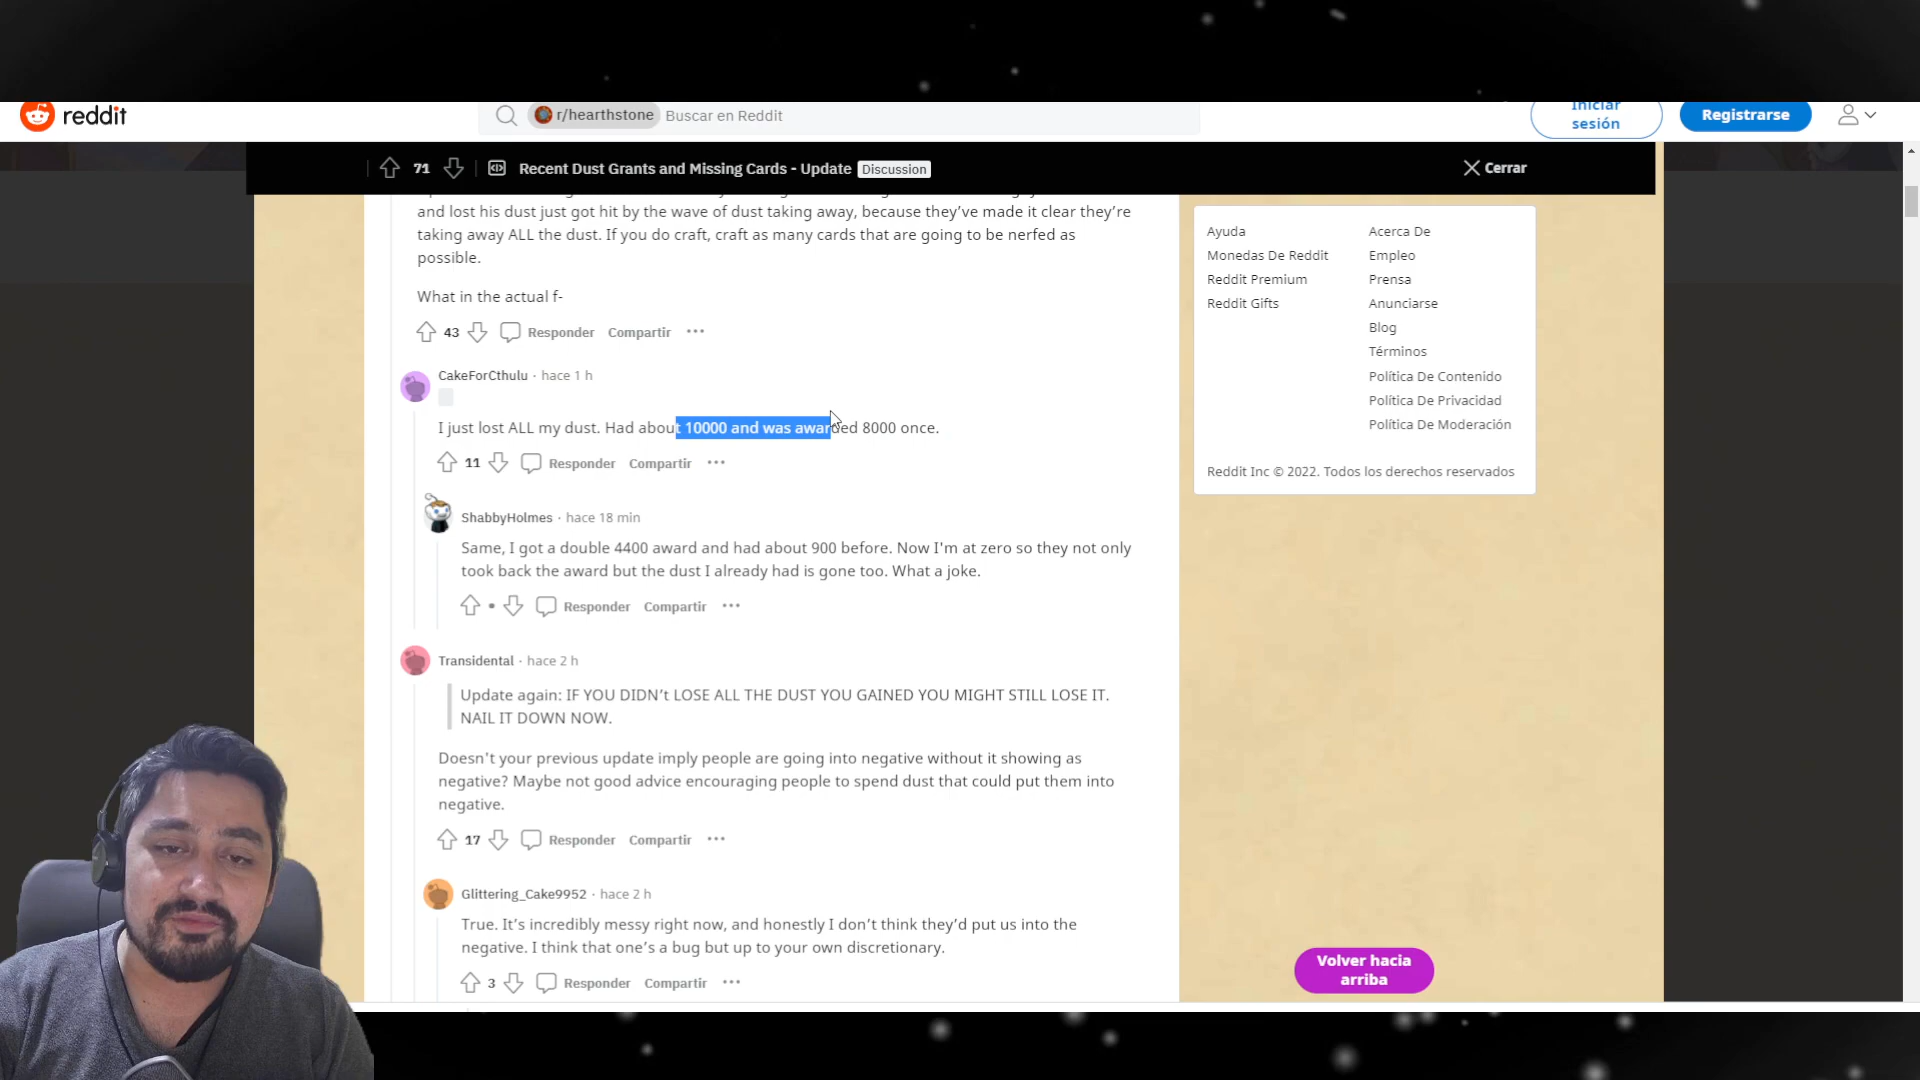 reddit
r/hearthstone Buscar en Reddit
Iniciar
sesión
Registrarse
71 Recent Dust Grants and Missing Cards - Update Discussion
Cerrar
and lost his dust just got hit by the wave of dust taking away, because they've made it clear they're
taking away ALL the dust. If you do craft, craft as many cards that are going to be nerfed as
possible.
What in the actual f-
43 Responder Compartir ···
CakeForCthulu · hace 1 h
I just lost ALL my dust. Had about 10000 and was awarded 8000 once.
11 Responder Compartir ···
ShabbyHolmes · hace 18 min
Same, I got a double 4400 award and had about 900 before. Now I'm at zero so they not only
took back the award but the dust I already had is gone too. What a joke.
• Responder Compartir ···
Transidental · hace 2 h
Update again: IF YOU DIDN't LOSE ALL THE DUST YOU GAINED YOU MIGHT STILL LOSE IT.
NAIL IT DOWN NOW.
Doesn't your previous update imply people are going into negative without it showing as
negative? Maybe not good advice encouraging people to spend dust that could put them into
negative.
17 Responder Compartir ···
Glittering_Cake9952 · hace 2 h
True. It's incredibly messy right now, and honestly I don't think they'd put us into the
negative. I think that one's a bug but up to your own discretionary.
3 Responder Compartir ···
Ayuda
Monedas De Reddit
Reddit Premium
Reddit Gifts
Acerca De
Empleo
Prensa
Anunciarse
Blog
Términos
Política De Contenido
Política De Privacidad
Política De Moderación
Reddit Inc © 2022. Todos los derechos reservados
Volver hacia
arriba